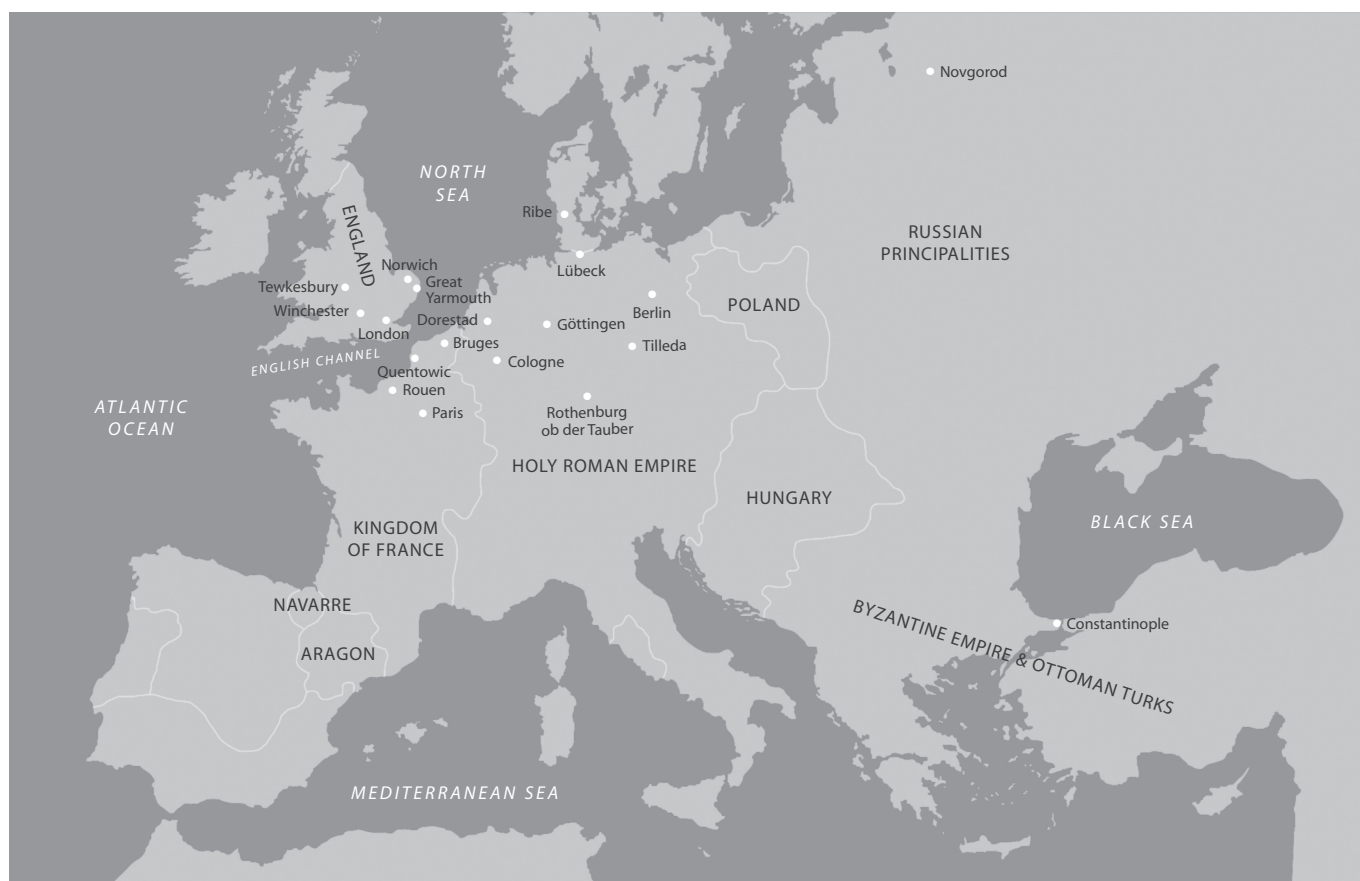 Novgorod
NORTH
SEA
Ribe
RUSSIAN
PRINCIPALITIES
ENGLAND
Norwich
Lübeck
Great
Yarmouth
Tewkesbury
Winchester
London
Dorestad
Göttingen
Berlin
POLAND
Bruges
Tilleda
ENGLISH CHANNEL
Cologne
Quentowic
Rouen
ATLANTIC
OCEAN
Paris
Rothenburg
ob der Tauber
HOLY ROMAN EMPIRE
HUNGARY
BLACK SEA
KINGDOM
OF FRANCE
NAVARRE
ARAGON
BYZANTINE EMPIRE & OTTOMAN TURKS
Constantinople
MEDITERRANEAN SEA